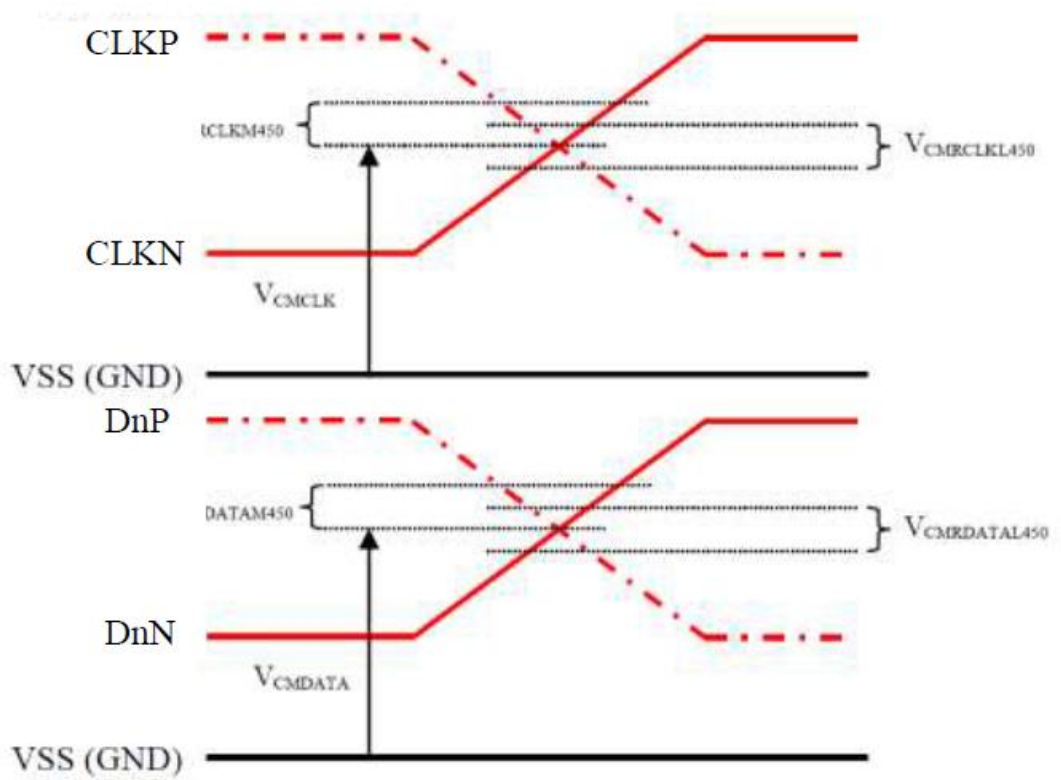 CLKP
RCLKM450
VCMRCLKL450
CLKN
VCMCLK
VSS (GND)
DnP
DATAM450
VCMRDATAL450
DnN
VCMDATA
VSS (GND)